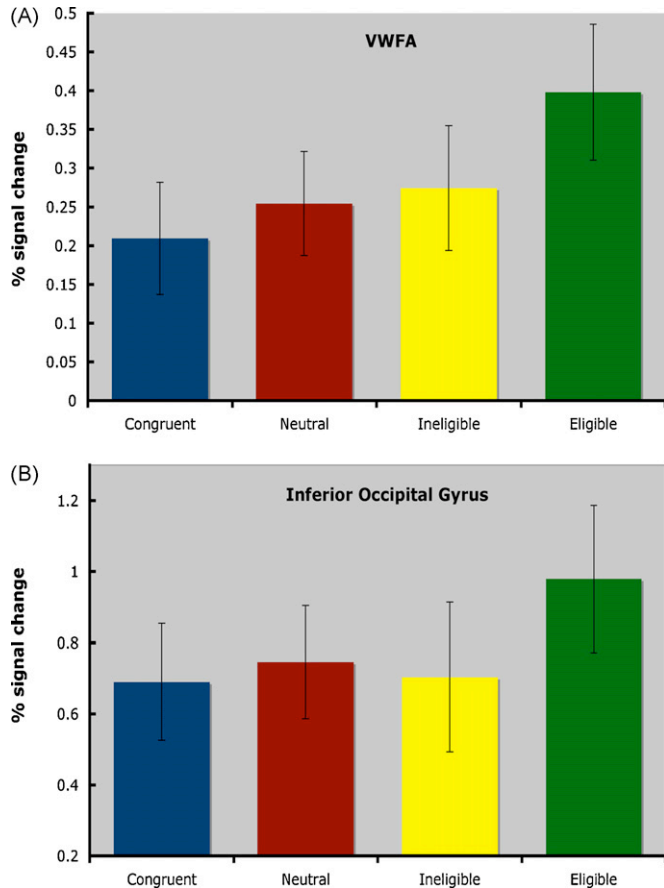 (A)
VWFA
% signal change
0.5
0.45
0.4
0.35
0.3
0.25
0.2
0.15
0.1
0.05
0
Congruent Neutral Ineligible Eligible
(B)
Inferior Occipital Gyrus
% signal change
1.2
1
0.8
0.6
0.4
0.2
Congruent Neutral Ineligible Eligible